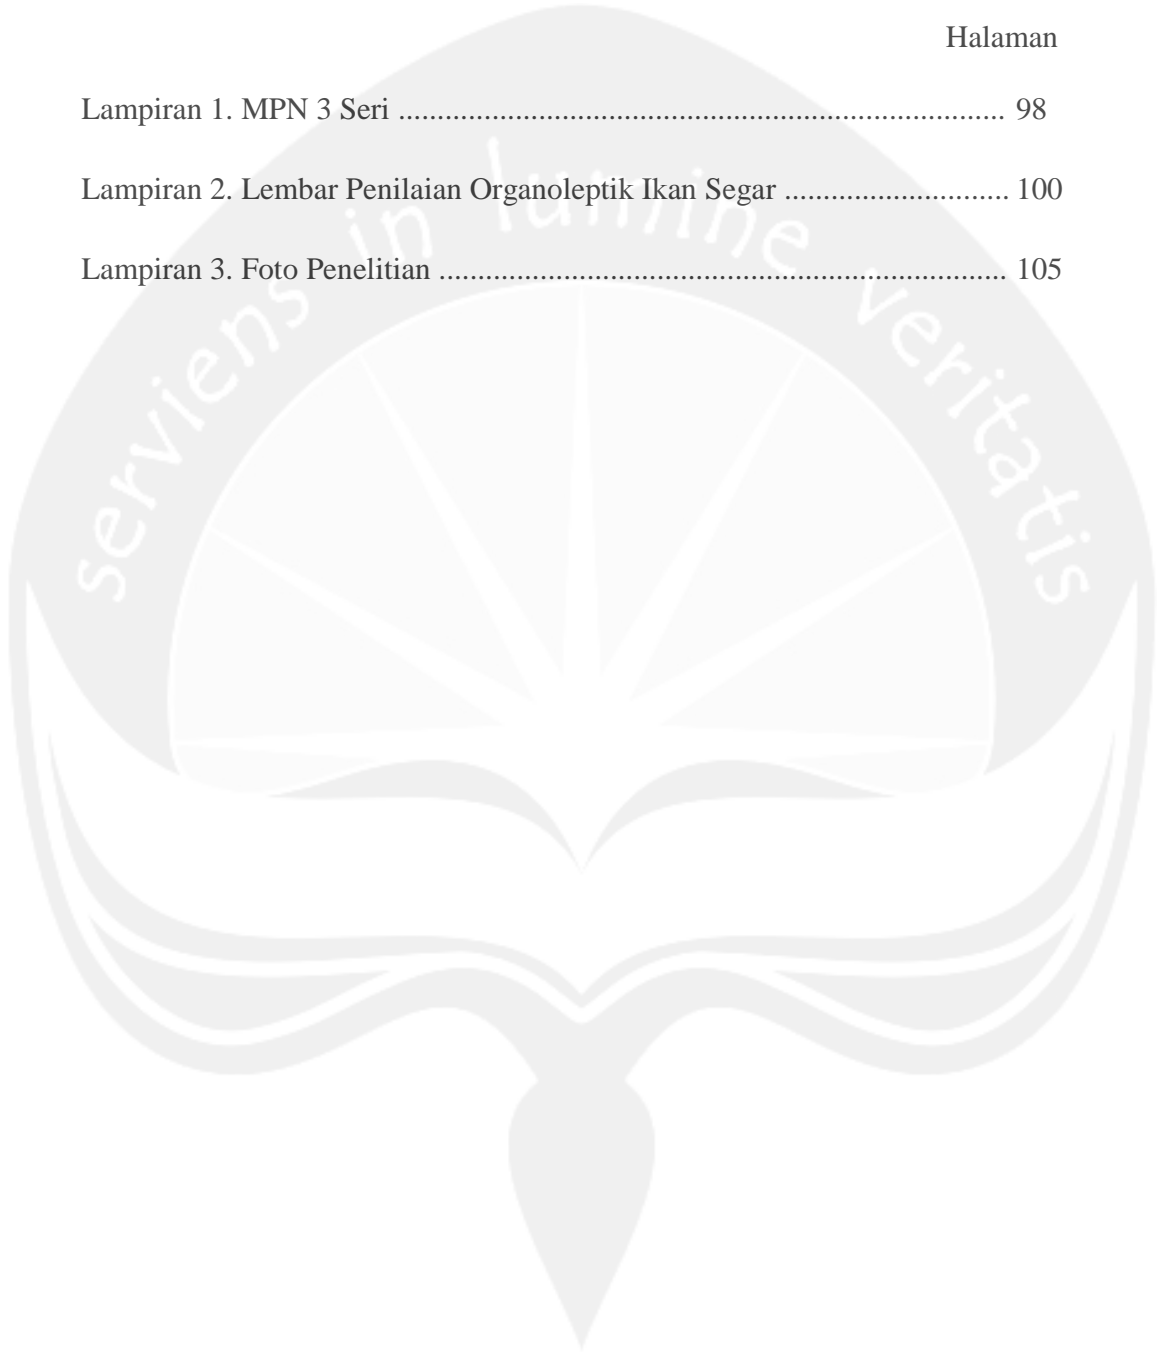 Halaman
Lampiran 1. MPN 3 Seri .............................................................................. 98
Lampiran 2. Lembar Penilaian Organoleptik Ikan Segar ............................. 100
Lampiran 3. Foto Penelitian ......................................................................... 105
serviens in lumine veritatis